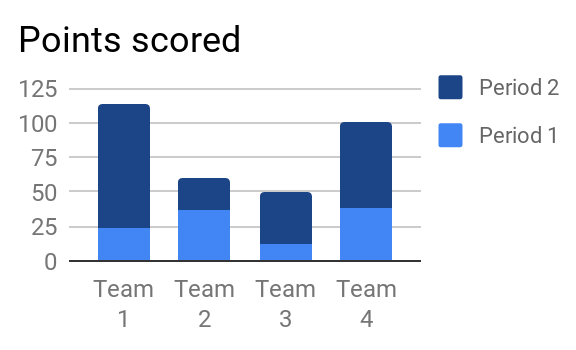 Points scored
125
100
75
50
25
0
Period 2
Period 1
Team 1
Team 2
Team 3
Team 4